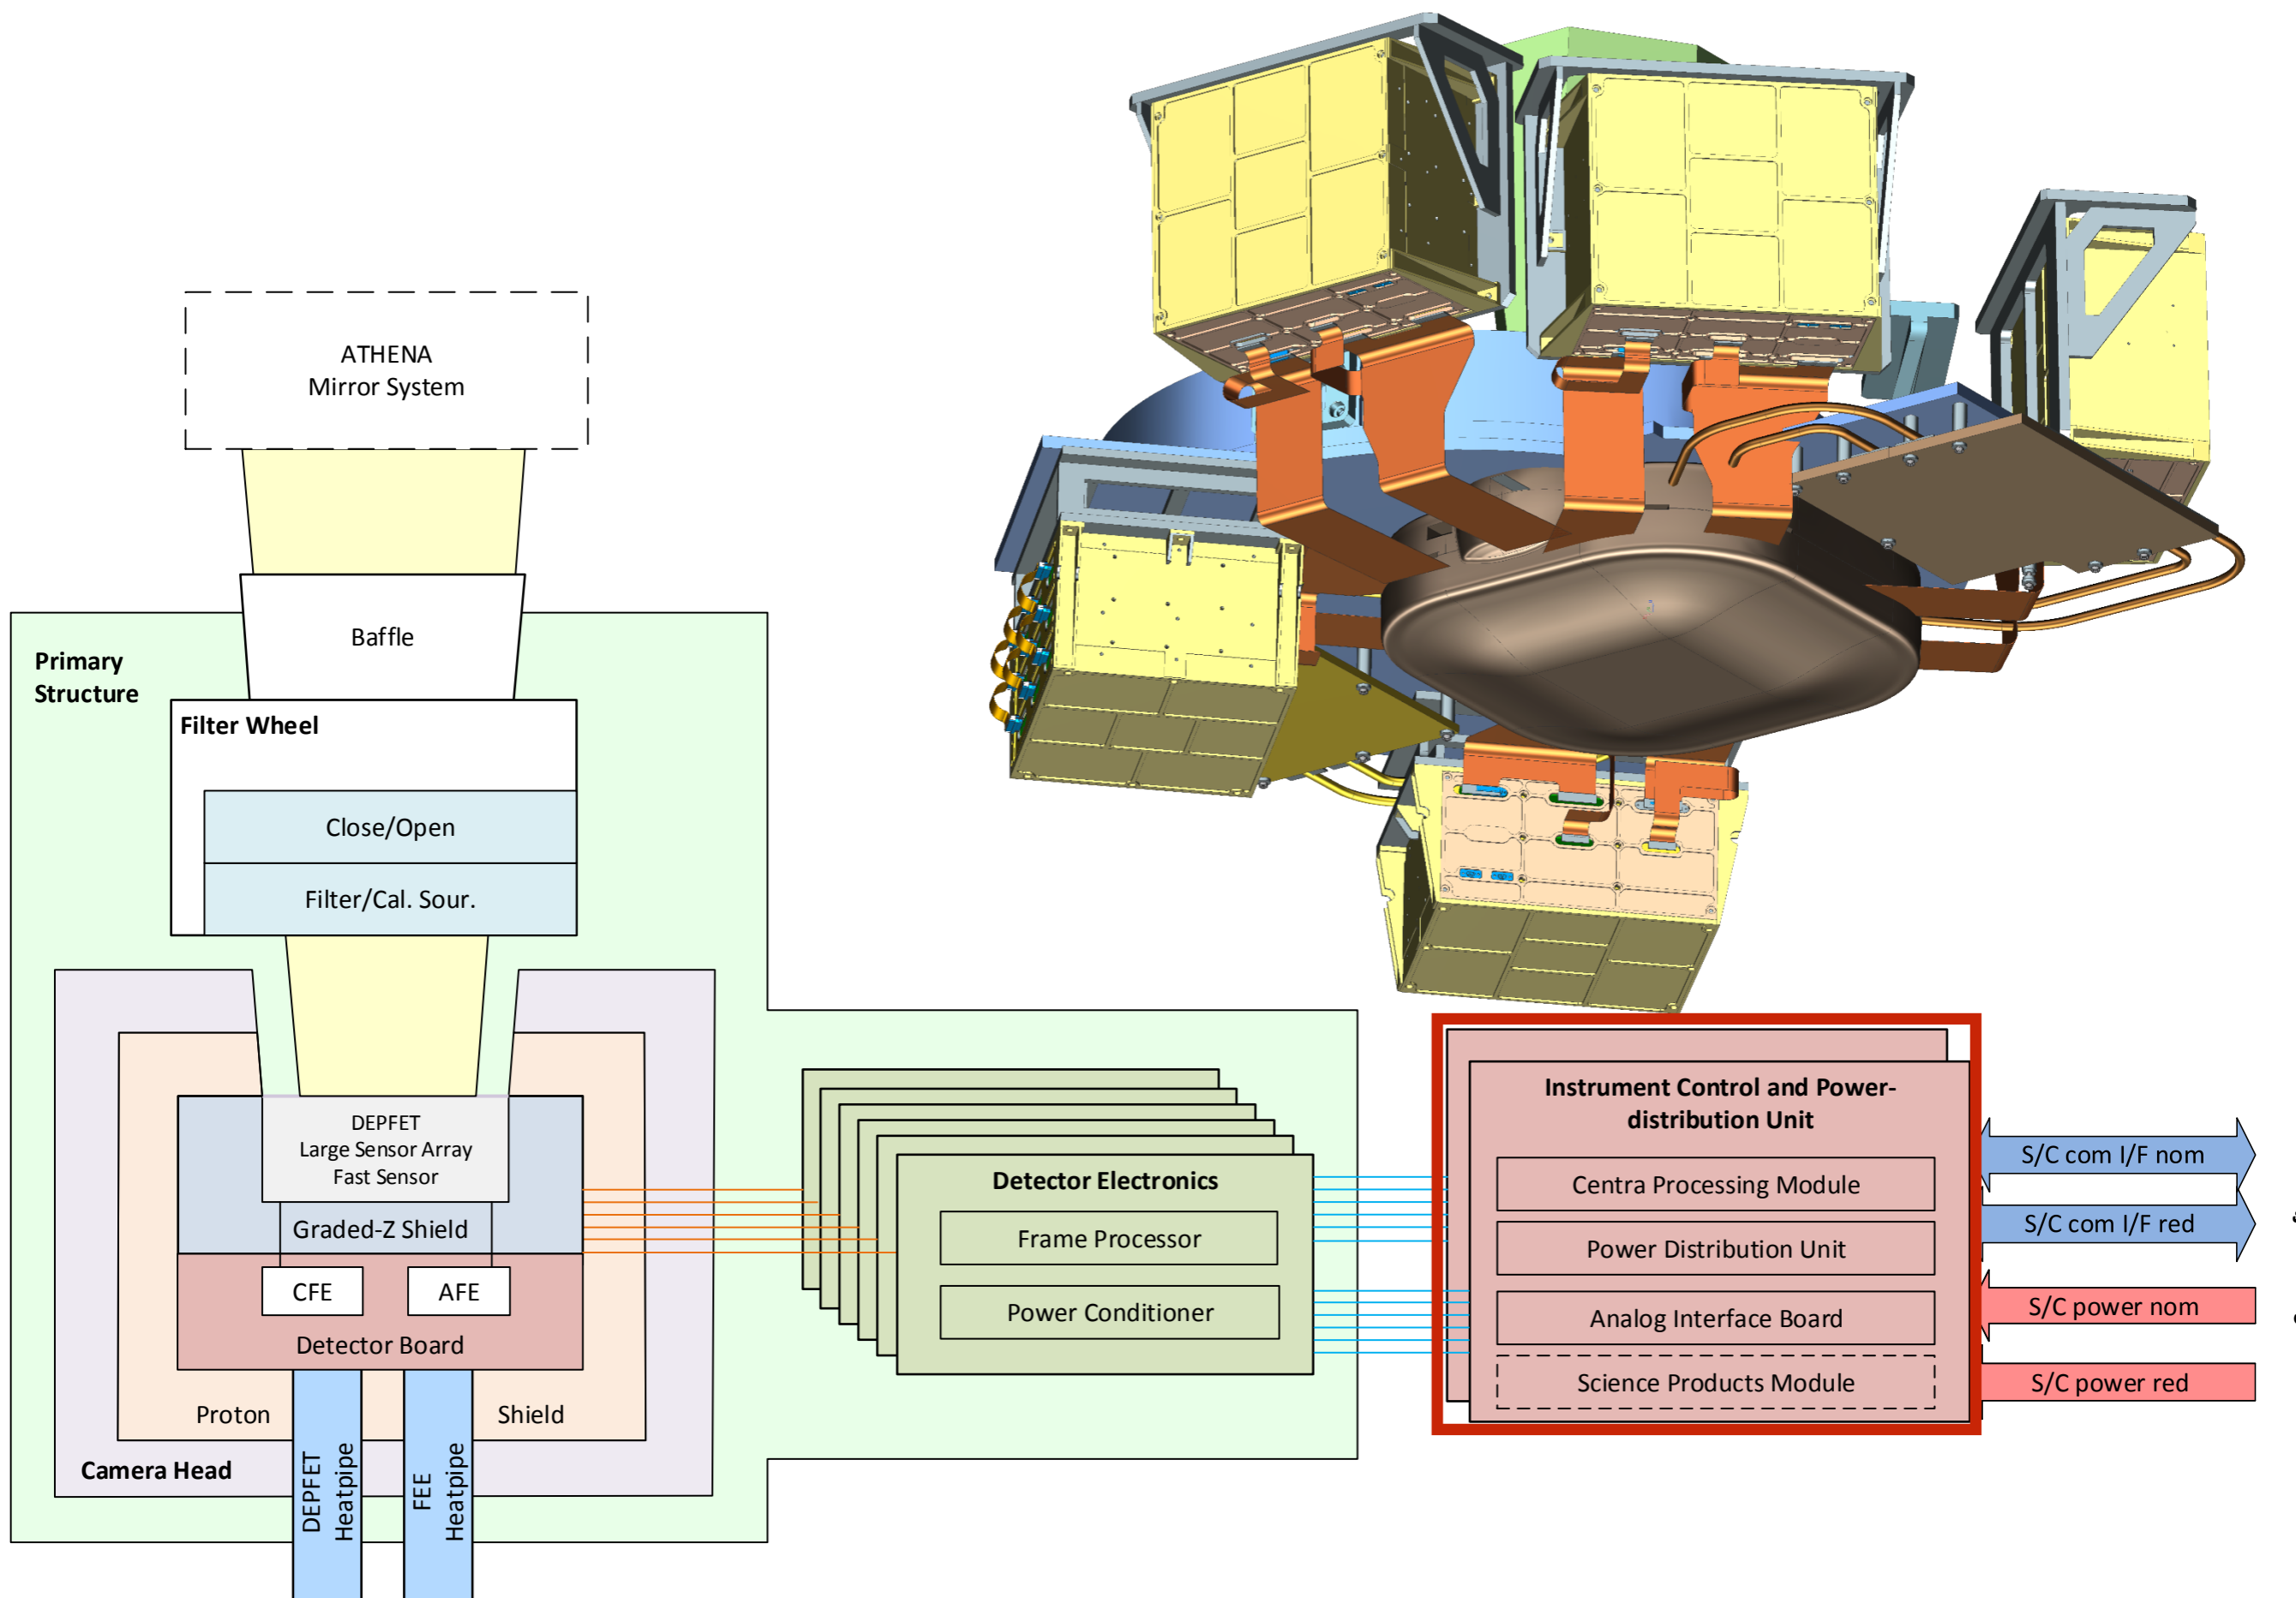 ATHENA
Mirror System
Baffle
Primary
Structure
Filter Wheel
Close/Open
Filter/Cal. Sour.
DEPFET
Large Sensor Array
Fast Sensor
Graded-Z Shield
CFE
AFE
Detector Board
Proton
Shield
Camera Head
DEPFET
Heatpipe
FEE
Heatpipe
Detector Electronics
Frame Processor
Power Conditioner
Instrument Control and Power-
distribution Unit
Centra Processing Module
Power Distribution Unit
Analog Interface Board
Science Products Module
S/C com I/F nom
S/C com I/F red
S/C power nom
S/C power red